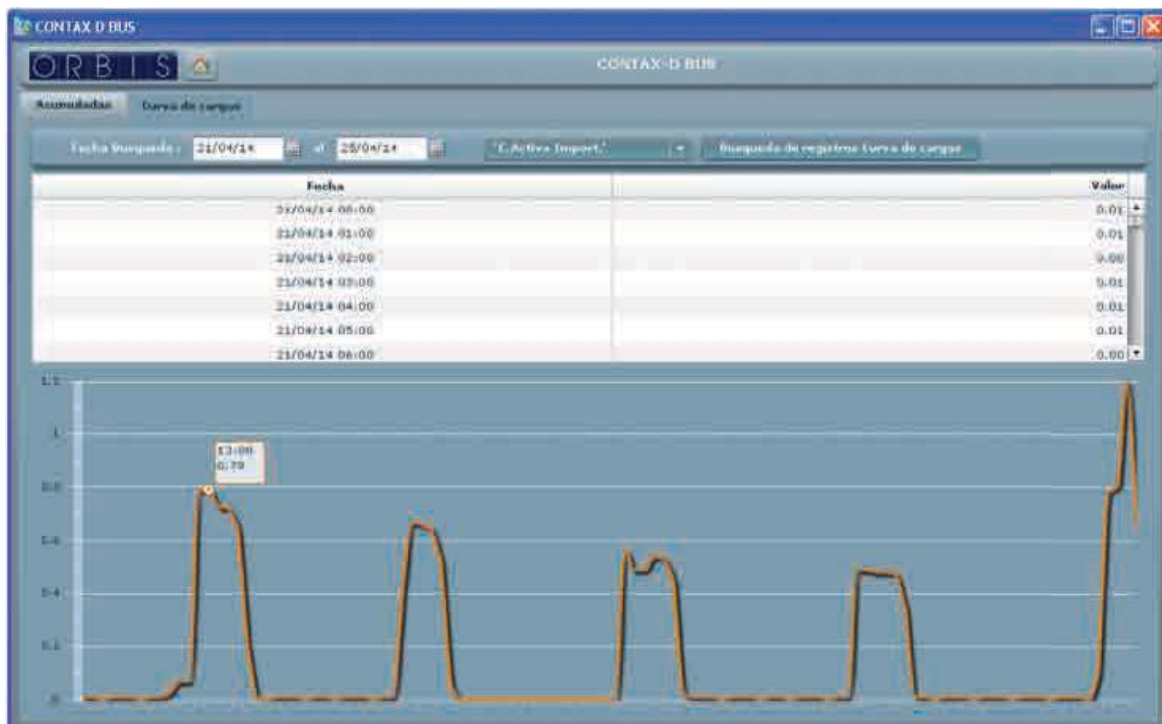 CONTAX D BUS
ORBIS
CONTAX-D BUS
Acumuladas Curva de cargas
Fecha Busqueda : 21/04/14 al 25/04/14 'E.Activa Import.' Busqueda de registros Curva de cargas
Fecha Valor
21/04/14 00:00 0.01
21/04/14 01:00 0.01
21/04/14 02:00 0.00
21/04/14 03:00 0.01
21/04/14 04:00 0.01
21/04/14 05:00 0.01
21/04/14 06:00 0.00
1.2
1
13:00
0.79
0.8
0.6
0.4
0.2
0